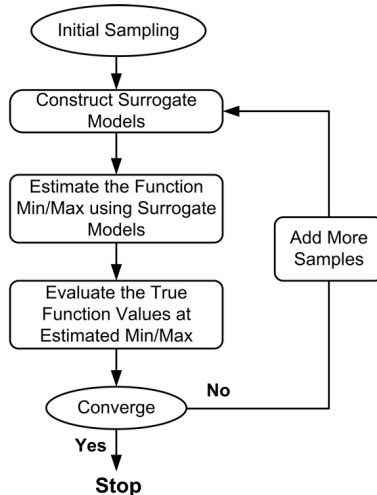 Initial Sampling
Construct Surrogate
Models
Estimate the Function
Min/Max using Surrogate
Models
Add More
Samples
Evaluate the True
Function Values at
Estimated Min/Max
No
Converge
Yes
Stop